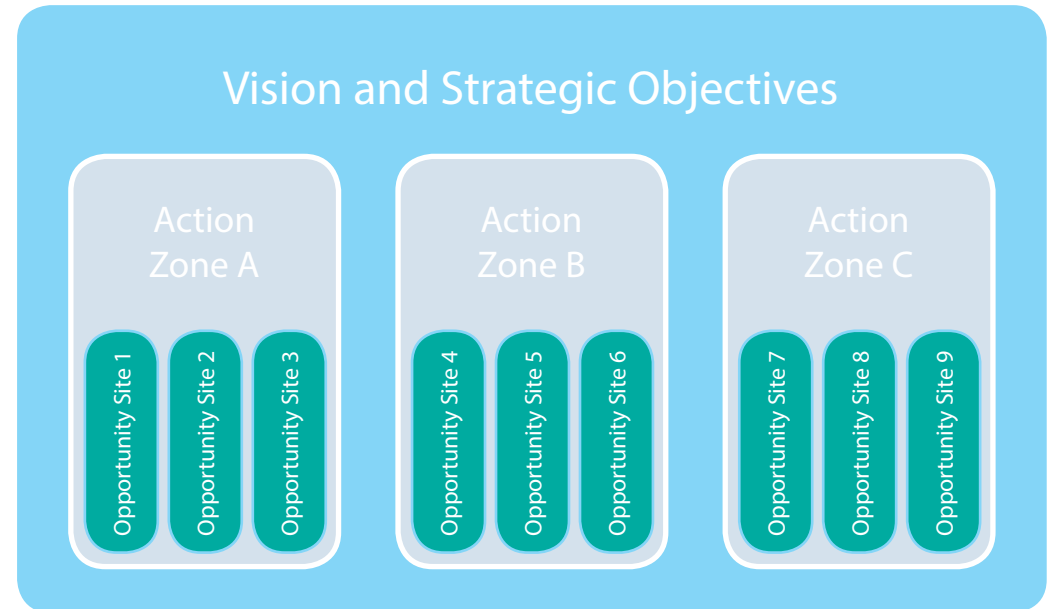 Vision and Strategic Objectives
Action
Zone A
Opportunity Site 1
Opportunity Site 2
Opportunity Site 3
Action
Zone B
Opportunity Site 4
Opportunity Site 5
Opportunity Site 6
Action
Zone C
Opportunity Site 7
Opportunity Site 8
Opportunity Site 9